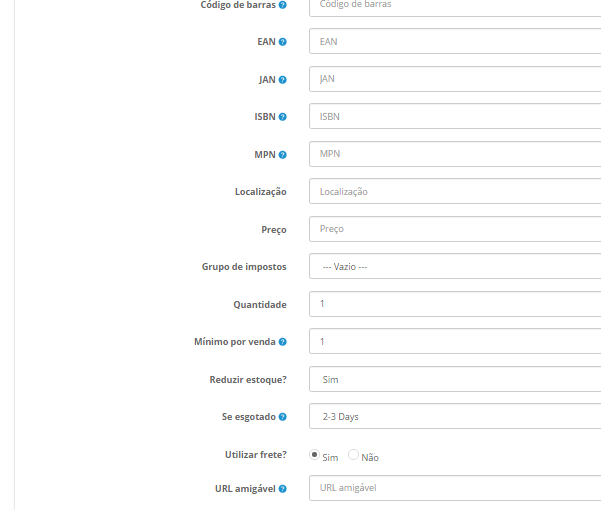 Código de barras ? Código de barras
EAN ? EAN
JAN ? JAN
ISBN ? ISBN
MPN ? MPN
Localização Localização
Preço Preço
Grupo de impostos --- Vazio ---
Quantidade 1
Mínimo por venda ? 1
Reduzir estoque? Sim
Se esgotado ? 2-3 Days
Utilizar frete? Sim Não
URL amigável ? URL amigável